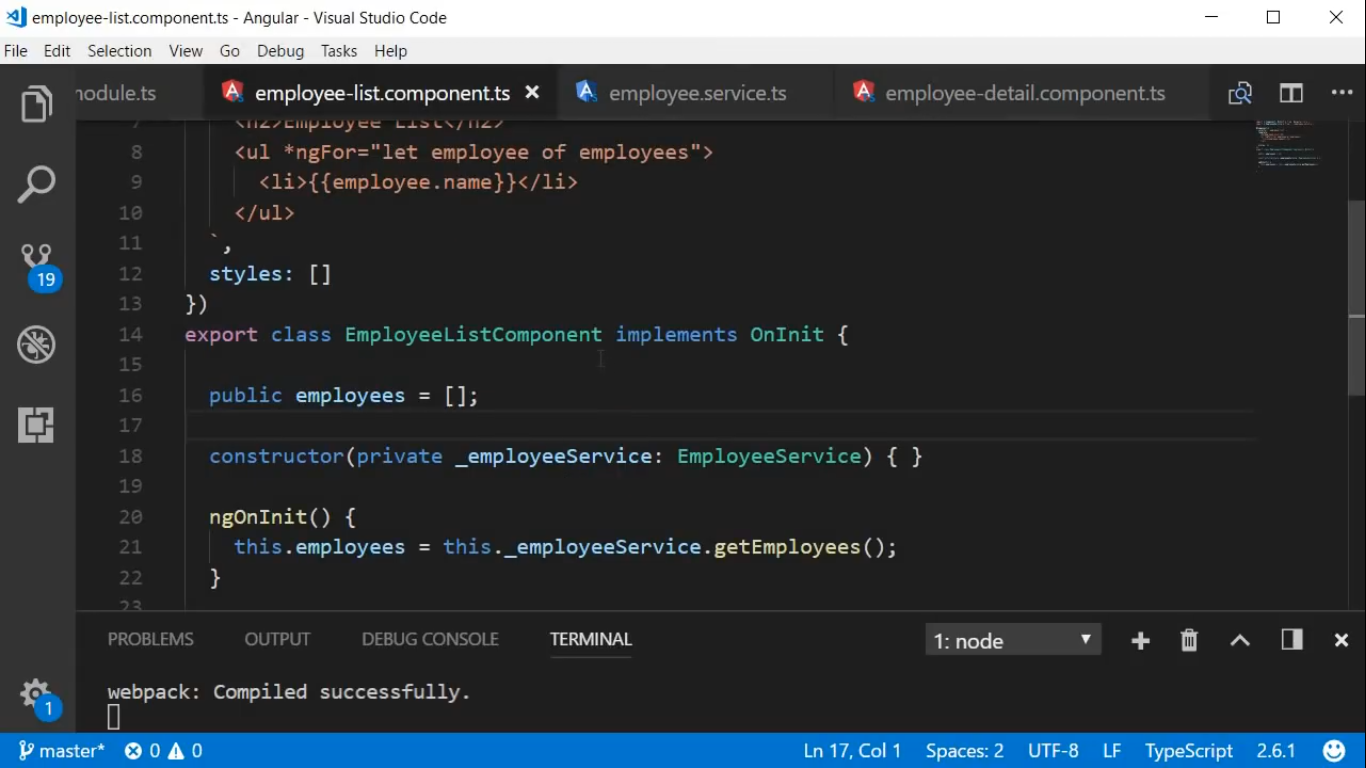 employee-list.component.ts - Angular - Visual Studio Code
File Edit Selection View Go Debug Tasks Help
nodule.ts employee-list.component.ts employee.service.ts employee-detail.component.ts
7 <h2>Employee List</h2>
8 <ul *ngFor="let employee of employees">
9 <li>{{employee.name}}</li>
10 </ul>
11 `,
12 styles: []
13 })
14 export class EmployeeListComponent implements OnInit {
15
16 public employees = [];
17
18 constructor(private _employeeService: EmployeeService) { }
19
20 ngOnInit() {
21 this.employees = this._employeeService.getEmployees();
22 }
23
19
1
PROBLEMS OUTPUT DEBUG CONSOLE TERMINAL 1: node
webpack: Compiled successfully.
master* 0 0 Ln 17, Col 1 Spaces: 2 UTF-8 LF TypeScript 2.6.1